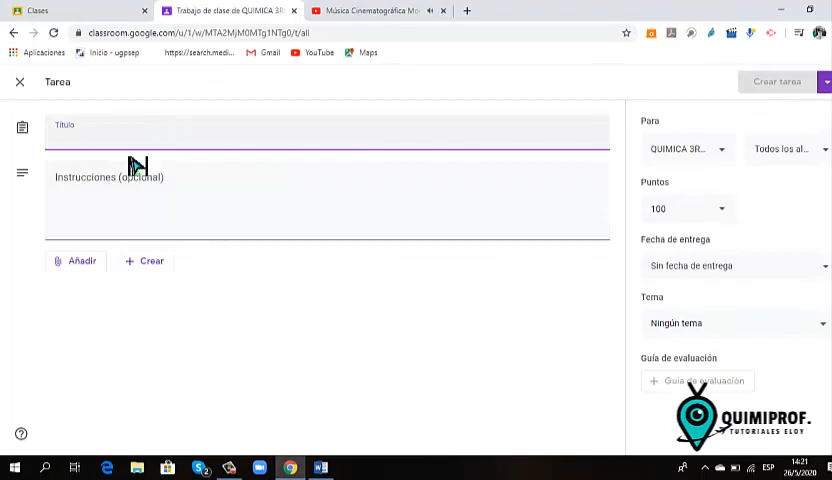 Clases
Trabajo de clase de QUIMICA 3R
Música Cinematográfica Mo
classroom.google.com/u/1/w/MTA2MjM0MTg1NTg0/t/all
Aplicaciones
Inicio - ugpsep
https://search.medi...
Gmail
YouTube
Maps
Tarea
Crear tarea
Título
Instrucciones (opcional)
Añadir
Crear
Para
QUIMICA 3R...
Todos los al...
Puntos
100
Fecha de entrega
Sin fecha de entrega
Tema
Ningún tema
Guía de evaluación
Guía de evaluación
QUIMIPROF.
TUTORIALES ELOY
ESP
14:21
26/5/2020